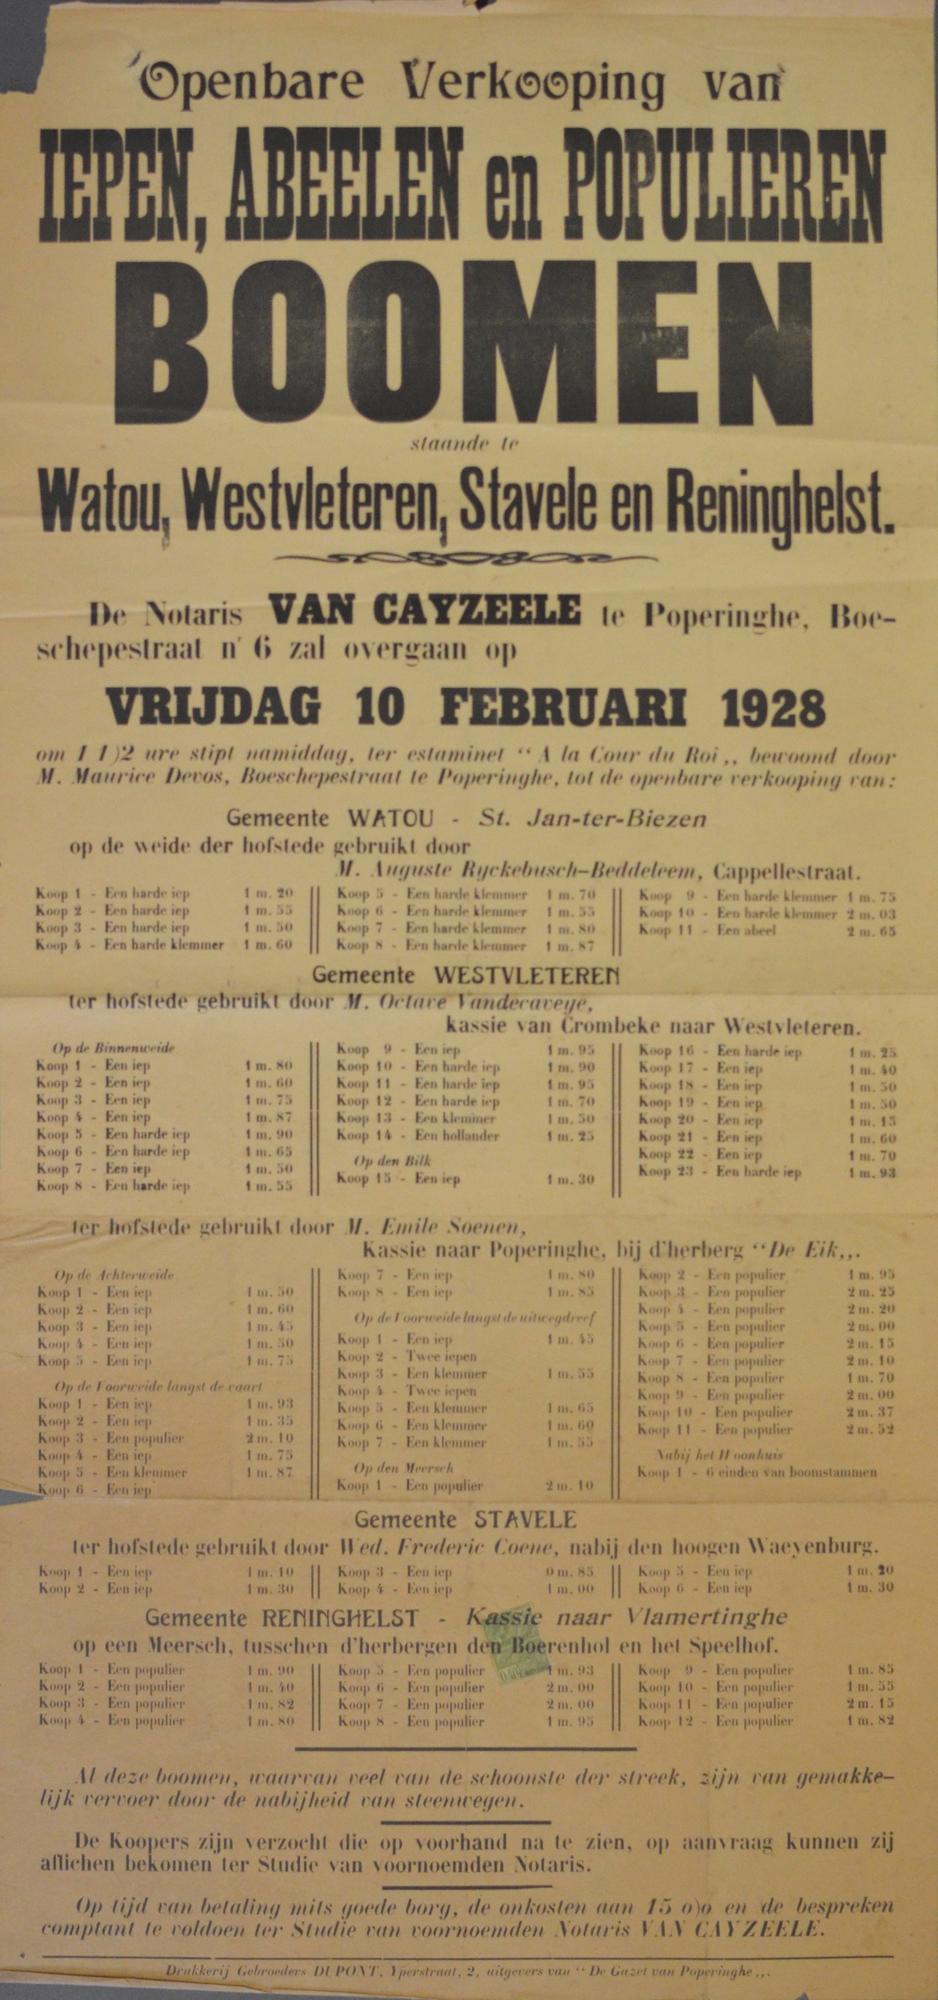 Openbare Verkooping van
IEPEN, ABEELEN en POPULIEREN
BOOMEN
staande te
Watou, Westvleteren, Stavele en Reninghelst.
De Notaris VAN CAYZEELE te Poperinghe, Boe-
schepestraat nr 6 zal overgaan op
VRIJDAG 10 FEBRUARI 1928
om 1 1)2 ure stipt namiddag, ter estaminet “ A la Cour du Roi ,, bewoond door
M. Maurice Devos, Boeschepestraat te Poperinghe, tot de openbare verkooping van :
Gemeente WATOU - St. Jan-ter-Biezen
op de weide der hofstede gebruikt door
M. Auguste Ryckebusch-Beddeleem, Cappellestraat.
Koop 1 - Een harde iep 1 m. 20
Koop 2 - Een harde iep 1 m. 55
Koop 3 - Een harde iep 1 m. 50
Koop 4 - Een harde klemmer 1 m. 60
Koop 5 - Een harde klemmer 1 m. 70
Koop 6 - Een harde klemmer 1 m. 55
Koop 7 - Een harde klemmer 1 m. 80
Koop 8 - Een harde klemmer 1 m. 87
Koop 9 - Een harde klemmer 1 m. 75
Koop 10 - Een harde klemmer 2 m. 03
Koop 11 - Een abeel 2 m. 65
Gemeente WESTVLETEREN
ter hofstede gebruikt door M. Octave Vandecaveye,
kassie van Crombeke naar Westvleteren.
Op de Binnenweide
Koop 1 - Een iep 1 m. 80
Koop 2 - Een iep 1 m. 60
Koop 3 - Een iep 1 m. 75
Koop 4 - Een iep 1 m. 87
Koop 5 - Een harde iep 1 m. 90
Koop 6 - Een harde iep 1 m. 65
Koop 7 - Een iep 1 m. 50
Koop 8 - Een harde iep 1 m. 55
Koop 9 - Een iep 1 m. 95
Koop 10 - Een harde iep 1 m. 90
Koop 11 - Een harde iep 1 m. 95
Koop 12 - Een harde iep 1 m. 70
Koop 13 - Een klemmer 1 m. 50
Koop 14 - Een hollander 1 m. 25
Op den Bilk
Koop 15 - Een iep 1 m. 30
Koop 16 - Een harde iep 1 m. 25
Koop 17 - Een iep 1 m. 40
Koop 18 - Een iep 1 m. 50
Koop 19 - Een iep 1 m. 50
Koop 20 - Een iep 1 m. 15
Koop 21 - Een iep 1 m. 60
Koop 22 - Een iep 1 m. 70
Koop 23 - Een harde iep 1 m. 93
ter hofstede gebruikt door M. Emile Soenen,
Kassie naar Poperinghe, bij d'herberg “De Eik,,.
Op de Achterweide
Koop 1 - Een iep 1 m. 50
Koop 2 - Een iep 1 m. 60
Koop 3 - Een iep 1 m. 45
Koop 4 - Een iep 1 m. 50
Koop 5 - Een iep 1 m. 75
Op de Voorweide langst de vaart
Koop 1 - Een iep 1 m. 93
Koop 2 - Een iep 1 m. 35
Koop 3 - Een populier 2 m. 10
Koop 4 - Een iep 1 m. 75
Koop 5 - Een klemmer 1 m. 87
Koop 6 - Een iep
Koop 7 - Een iep 1 m. 80
Koop 8 - Een iep 1 m. 85
Op de Voorweide langst de uitwegdreef
Koop 1 - Een iep 1 m. 45
Koop 2 - Twee iepen
Koop 3 - Een klemmer 1 m. 55
Koop 4 - Twee iepen
Koop 5 - Een klemmer 1 m. 65
Koop 6 - Een klemmer 1 m. 60
Koop 7 - Een klemmer 1 m. 55
Op den Meersch
Koop 1 - Een populier 2 m. 10
Koop 2 - Een populier 1 m. 95
Koop 3 - Een populier 2 m. 25
Koop 4 - Een populier 2 m. 20
Koop 5 - Een populier 2 m. 00
Koop 6 - Een populier 2 m. 15
Koop 7 - Een populier 2 m. 10
Koop 8 - Een populier 1 m. 70
Koop 9 - Een populier 2 m. 00
Koop 10 - Een populier 2 m. 37
Koop 11 - Een populier 2 m. 52
Nabij het Woonhuis
Koop 1 - 6 einden van boomstammen
Gemeente STAVELE
ter hofstede gebruikt door Wed. Frederic Coene, nabij den hoogen Waeyenburg.
Koop 1 - Een iep 1 m. 10
Koop 2 - Een iep 1 m. 30
Koop 3 - Een iep 0 m. 85
Koop 4 - Een iep 1 m. 00
Koop 5 - Een iep 1 m. 20
Koop 6 - Een iep 1 m. 30
Gemeente RENINGHELST - Kassie naar Vlamertinghe
op een Meersch, tusschen d'herbergen den Boerenhol en het Speelhof.
Koop 1 - Een populier 1 m. 90
Koop 2 - Een populier 1 m. 40
Koop 3 - Een populier 1 m. 82
Koop 4 - Een populier 1 m. 80
Koop 5 - Een populier 1 m. 93
Koop 6 - Een populier 2 m. 00
Koop 7 - Een populier 2 m. 00
Koop 8 - Een populier 1 m. 95
Koop 9 - Een populier 1 m. 85
Koop 10 - Een populier 1 m. 55
Koop 11 - Een populier 2 m. 15
Koop 12 - Een populier 1 m. 82
Al deze boomen, waarvan veel van de schoonste der streek, zijn van gemakke-
lijk vervoer door de nabijheid van steenwegen.
De Koopers zijn verzocht die op voorhand na te zien, op aanvraag kunnen zij
aflichen bekomen ter Studie van voornoemden Notaris.
Op tijd van betaling mits goede borg, de onkosten aan 15 o)o en de bespreken
comptant te voldoen ter Studie van voornoemden Notaris VAN CAYZEELE.
Drukkerij Gebroeders DUPONT, Yperstraat, 2, uitgevers van “ De Gazet van Poperinghe ,,.